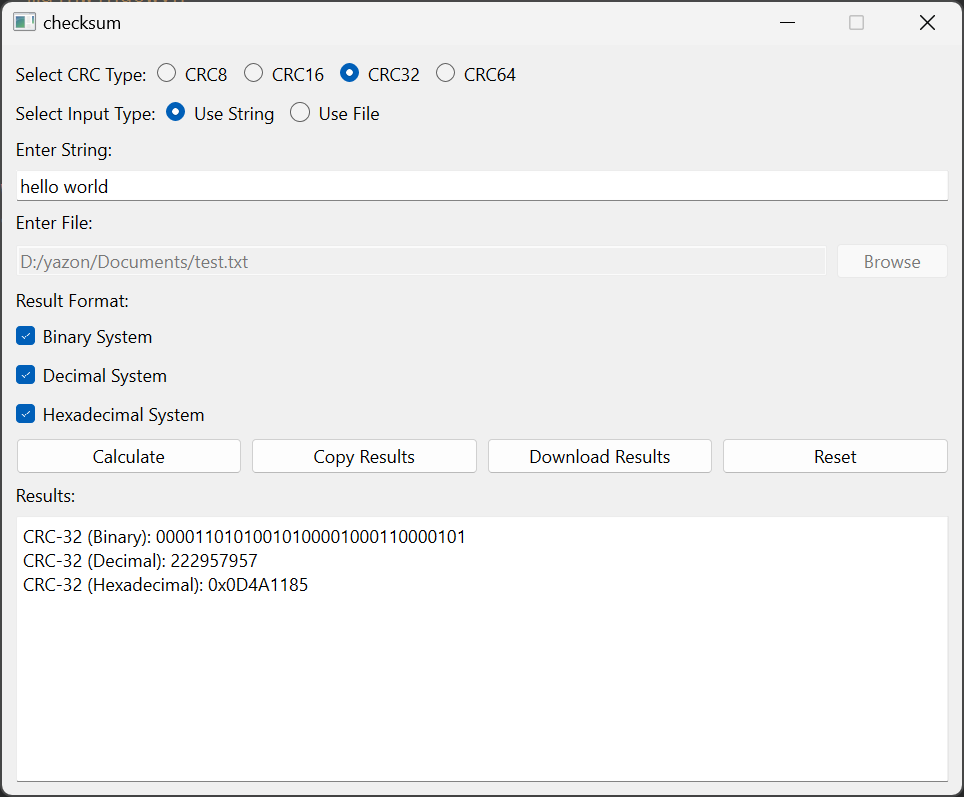 checksum
Select CRC Type: CRC8 CRC16 CRC32 CRC64
Select Input Type: Use String Use File
Enter String:
hello world
Enter File:
D:/yazon/Documents/test.txt Browse
Result Format:
Binary System
Decimal System
Hexadecimal System
Calculate Copy Results Download Results Reset
Results:
CRC-32 (Binary): 00001101010010100001000110000101
CRC-32 (Decimal): 222957957
CRC-32 (Hexadecimal): 0x0D4A1185